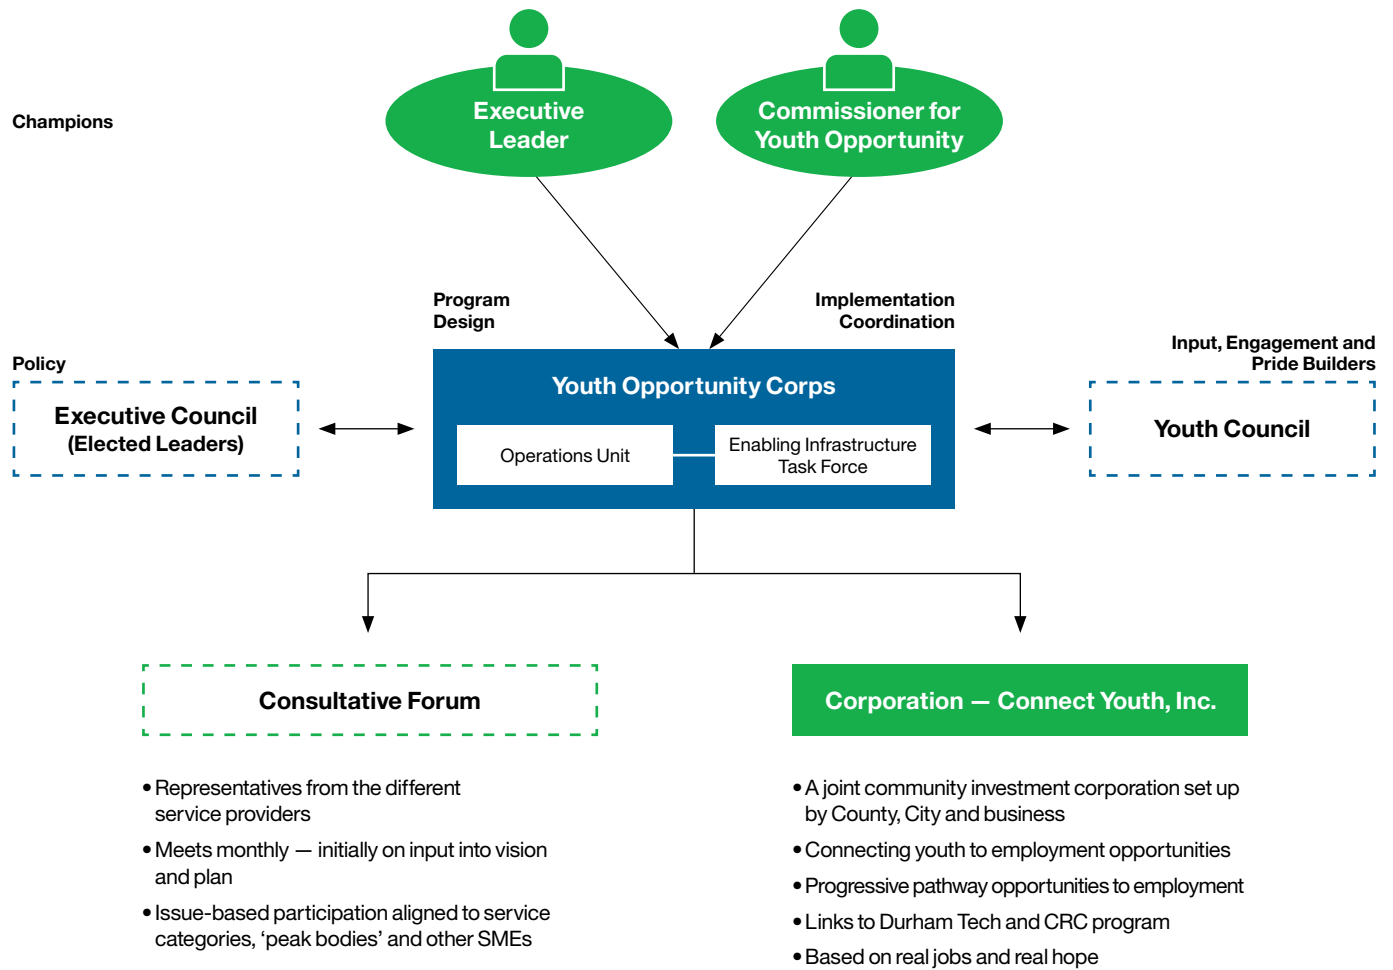 Champions
Executive
Leader
Commissioner for
Youth Opportunity
Program
Design
Implementation
Coordination
Policy
Executive Council
(Elected Leaders)
Youth Opportunity Corps
Operations Unit
Enabling Infrastructure
Task Force
Input, Engagement and
Pride Builders
Youth Council
Consultative Forum
• Representatives from the different
service providers
• Meets monthly — initially on input into vision
and plan
• Issue-based participation aligned to service
categories, ‘peak bodies’ and other SMEs
Corporation — Connect Youth, Inc.
• A joint community investment corporation set up
by County, City and business
• Connecting youth to employment opportunities
• Progressive pathway opportunities to employment
• Links to Durham Tech and CRC program
• Based on real jobs and real hope